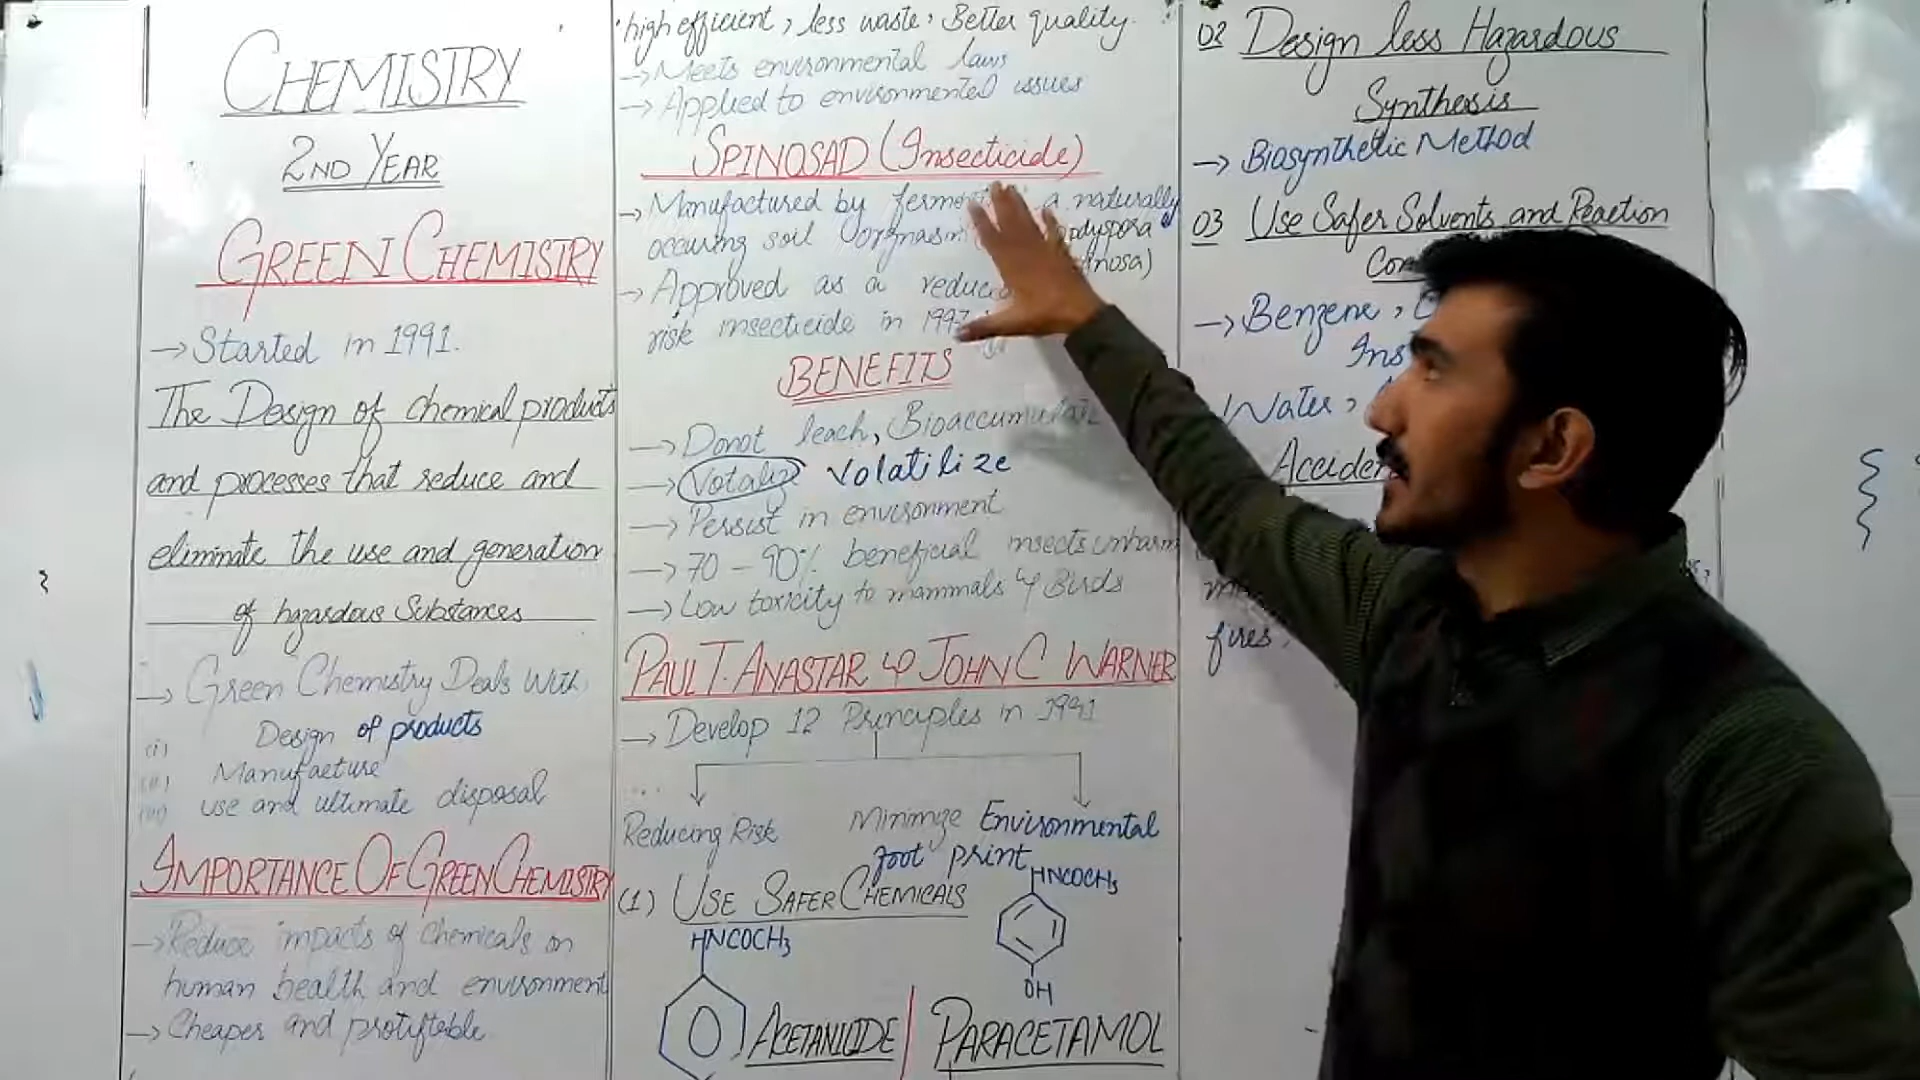 CHEMISTRY
2ND YEAR
GREEN CHEMISTRY
→ Started in 1991.
The Design of chemical products
and processes that reduce and
eliminate the use and generation
of hazardous Substances
→ Green Chemistry Deals With
(i) Design of products
(ii) Manufacture
(iii) use and ultimate disposal
IMPORTANCE OF GREEN CHEMISTRY
→ Reduce impacts of chemicals on
human health and environment
→ Cheaper and protiftable
high efficient, less waste, Better quality.
→ Meets environmental laws
→ Applied to environmental issues
SPINOSAD (Insecticide)
→ Manufactured by a naturally
occuring soil
→ Approved as a
risk insecticide in 1997
BENEFITS
→ Donot leach, Bioaccumulate
→ Votaliz Volatilize
→ Persist in environment
→ 70 - 90% beneficial insects unharm
→ Low toxicity to mammals & Birds
PAUL T. ANASTAR & JOHN C WARNER
→ Develop 12 Principles in 1991
Reducing Risk
Minimize Environmental
foot print
(1) USE SAFER CHEMICALS
HNCOCH3
HNCOCH3
OH
ACETANILIDE / PARACETAMOL
02 Design less Hazardous
Synthesis
→ Biosynthetic Method
03 Use Safer Solvents and Reaction
→ Benzene,
Water,
fires,